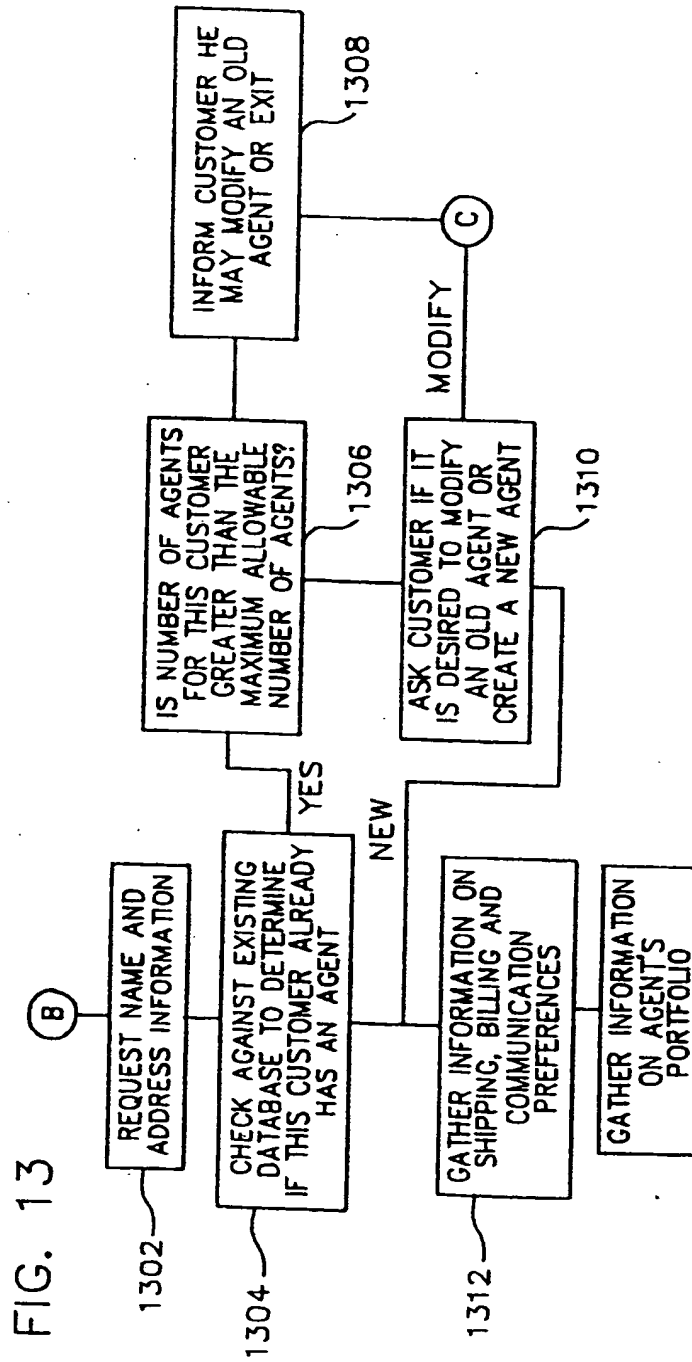 FIG. 13
B
REQUEST NAME AND
ADDRESS INFORMATION
1302
CHECK AGAINST EXISTING
DATABASE TO DETERMINE
IF THIS CUSTOMER ALREADY
HAS AN AGENT
1304
YES
IS NUMBER OF AGENTS
FOR THIS CUSTOMER
GREATER THAN THE
MAXIMUM ALLOWABLE
NUMBER OF AGENTS?
1306
INFORM CUSTOMER HE
MAY MODIFY AN OLD
AGENT OR EXIT
1308
ASK CUSTOMER IF IT
IS DESIRED TO MODIFY
AN OLD AGENT OR
CREATE A NEW AGENT
1310
MODIFY
C
NEW
GATHER INFORMATION ON
SHIPPING, BILLING AND
COMMUNICATION
PREFERENCES
1312
GATHER INFORMATION
ON AGENT'S
PORTFOLIO